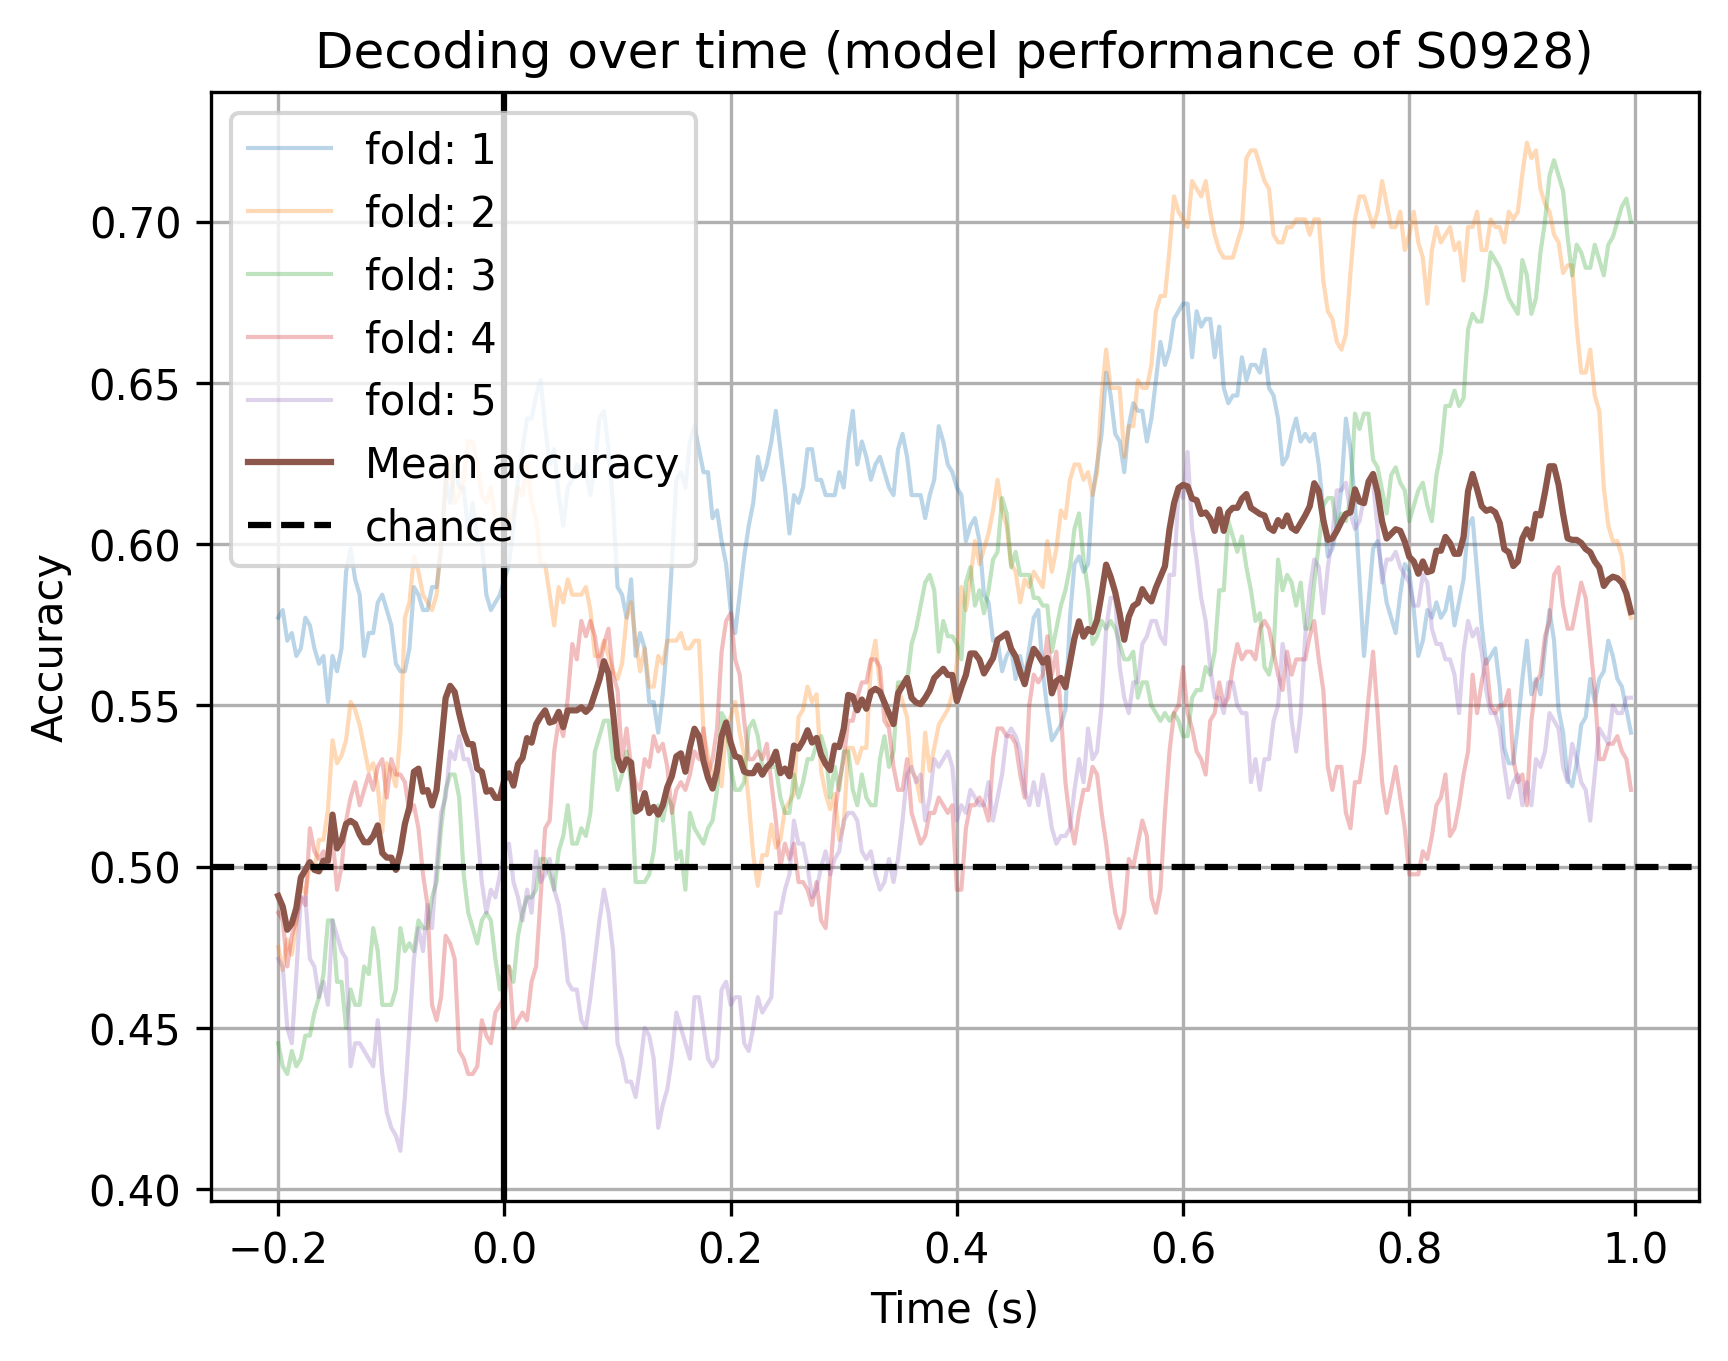 Decoding over time (model performance of S0928)
fold: 1
fold: 2
fold: 3
fold: 4
fold: 5
Mean accuracy
chance
Accuracy
0.70
0.65
0.60
0.55
0.50
0.45
0.40
−0.2 0.0 0.2 0.4 0.6 0.8 1.0
Time (s)